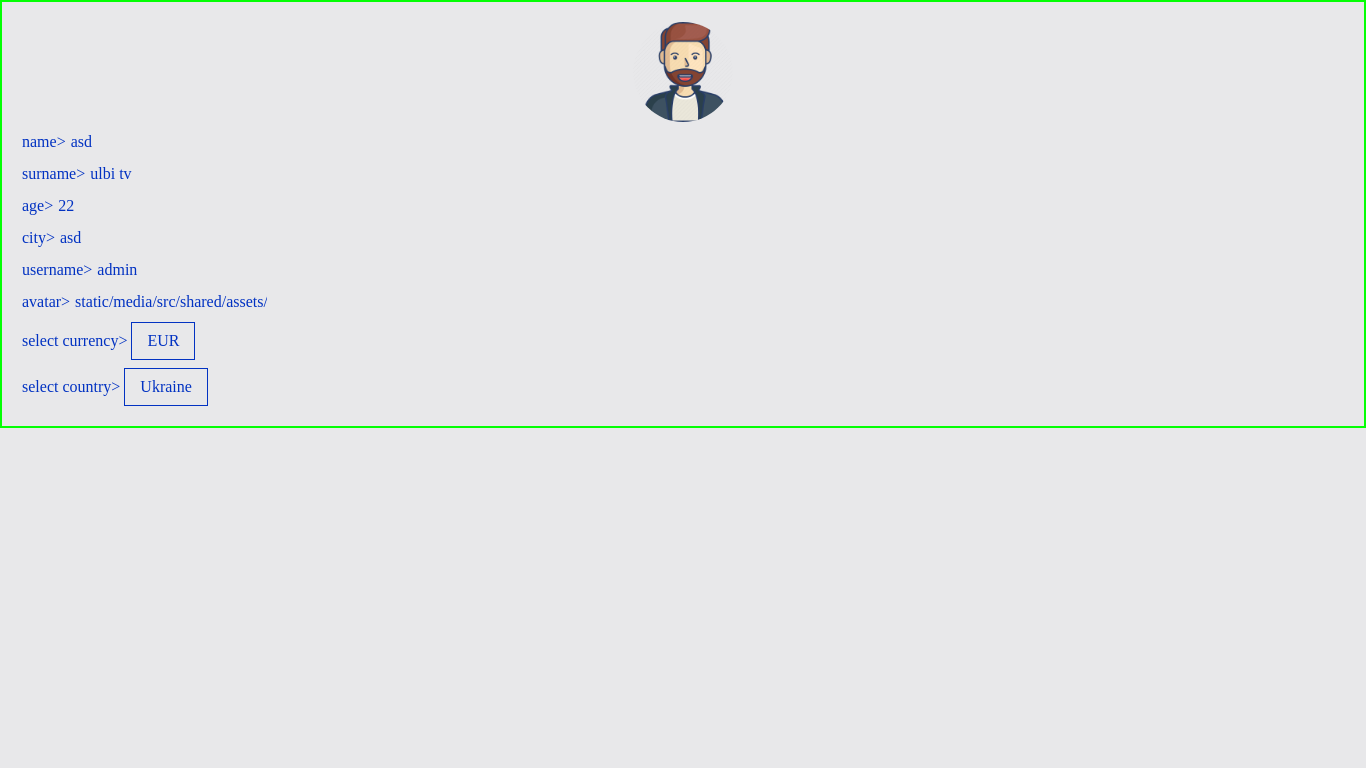 name> asd
surname> ulbi tv
age> 22
city> asd
username> admin
avatar> static/media/src/shared/assets/
select currency> EUR
select country> Ukraine